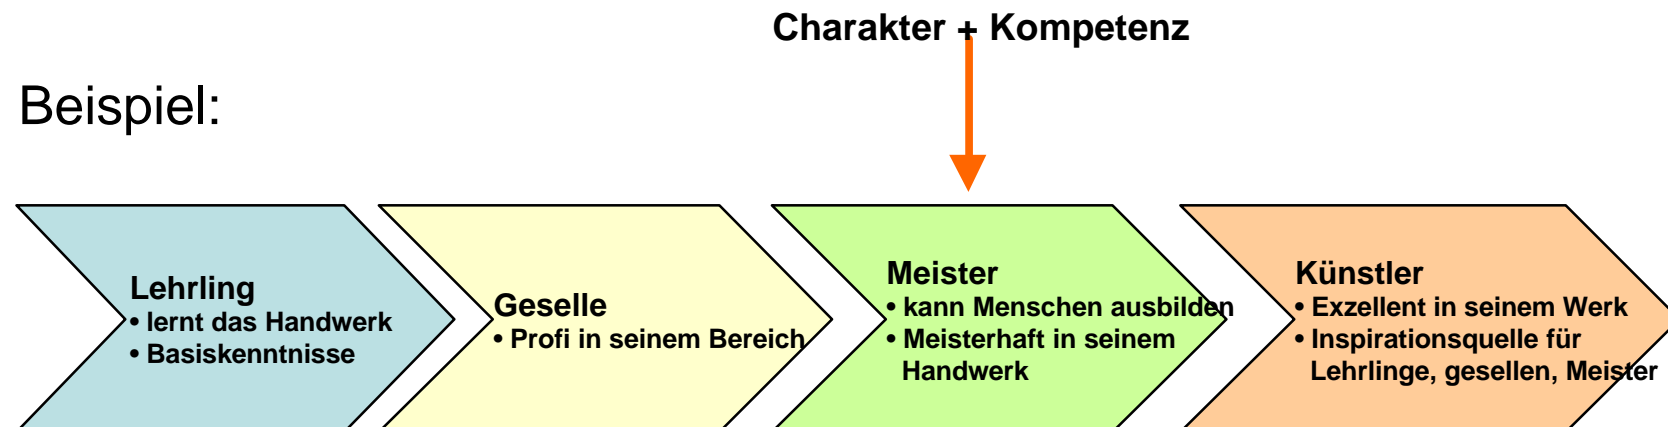 Charakter + Kompetenz
Beispiel:
Lehrling
• lernt das Handwerk
• Basiskenntnisse
Geselle
• Profi in seinem Bereich
Meister
• kann Menschen ausbilden
• Meisterhaft in seinem
Handwerk
Künstler
• Exzellent in seinem Werk
• Inspirationsquelle für
Lehrlinge, gesellen, Meister